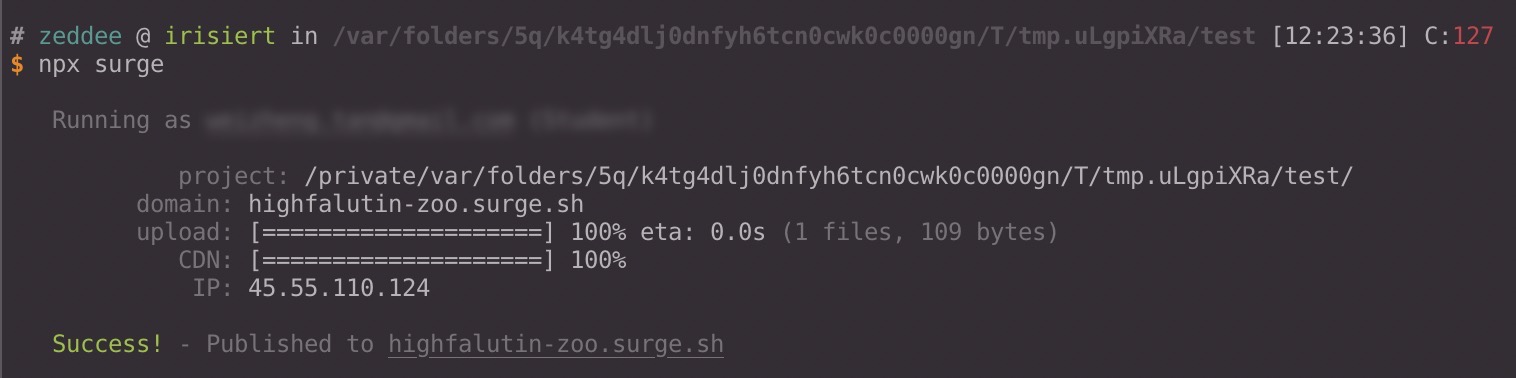 # zeddee @ irisiert in /var/folders/5q/k4tg4dlj0dnfyh6tcn0cwk0c0000gn/T/tmp.uLgpiXRa/test [12:23:36] C:127
$ npx surge
Running as
project: /private/var/folders/5q/k4tg4dlj0dnfyh6tcn0cwk0c0000gn/T/tmp.uLgpiXRa/test/
domain: highfalutin-zoo.surge.sh
upload: [====================] 100% eta: 0.0s (1 files, 109 bytes)
CDN: [====================] 100%
IP: 45.55.110.124
Success! - Published to highfalutin-zoo.surge.sh